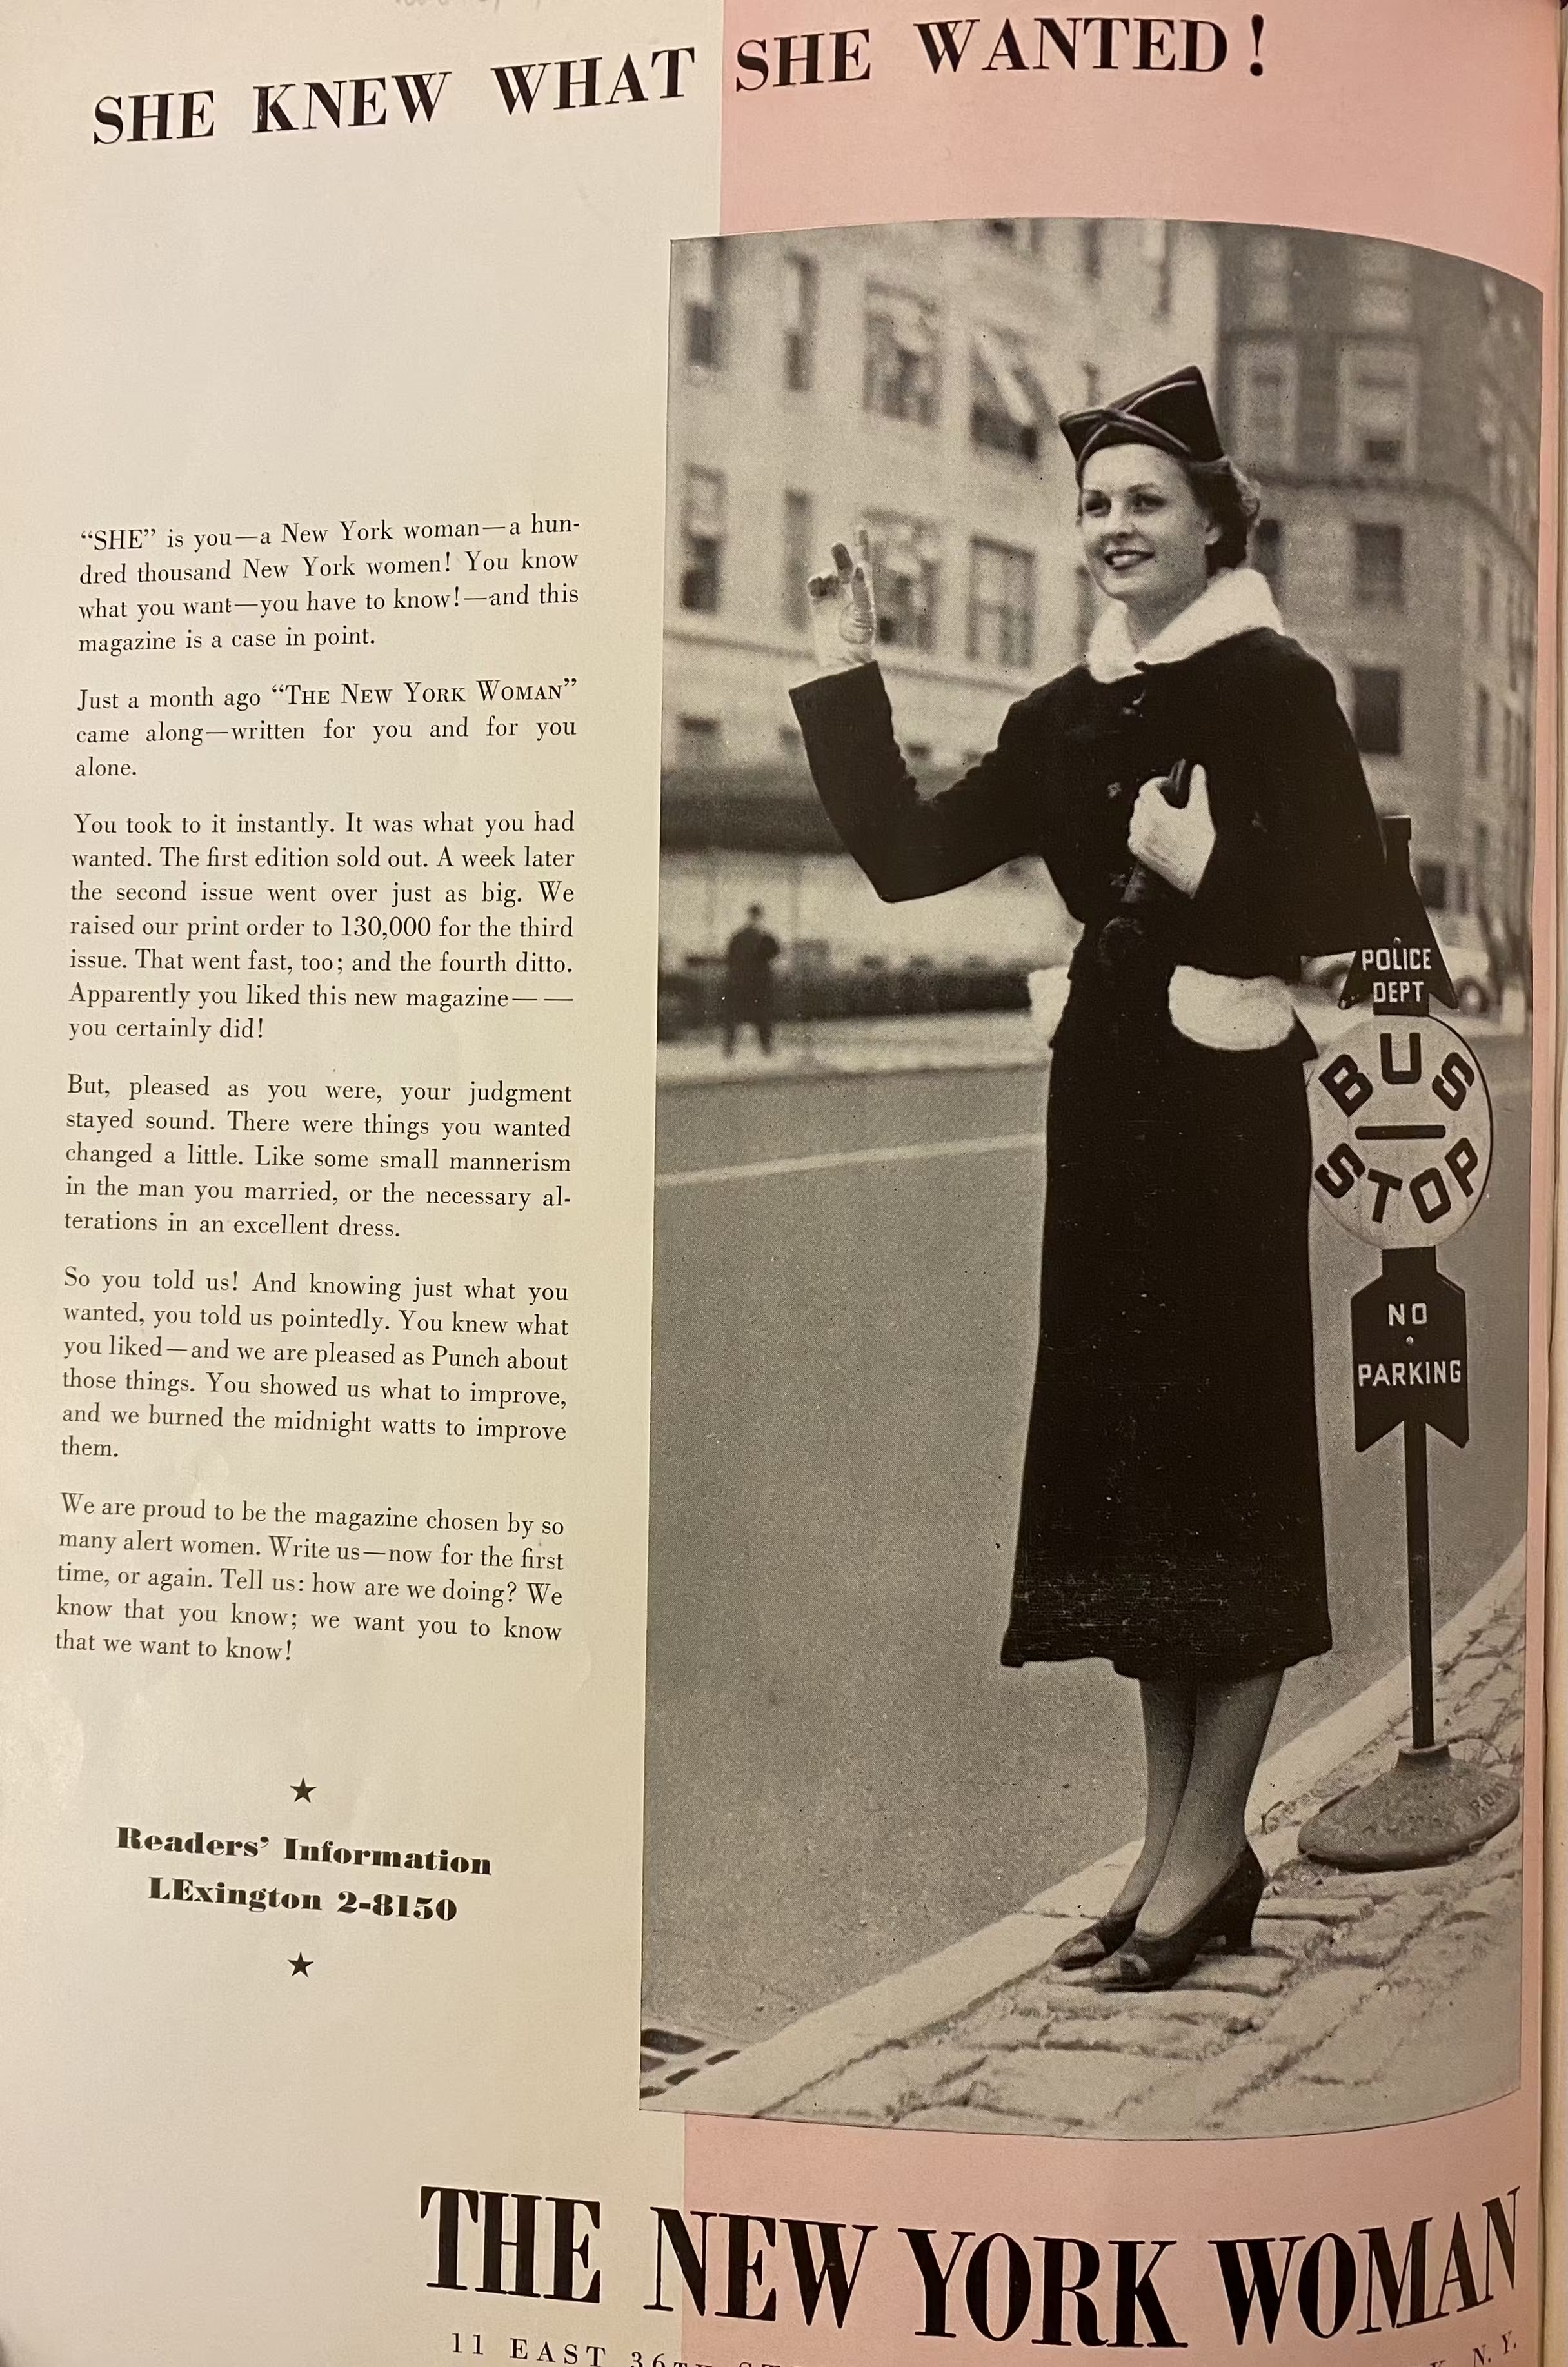 SHE KNEW WHAT SHE WANTED!
“SHE” is you—a New York woman—a hun-
dred thousand New York women! You know
what you want—you have to know!—and this
magazine is a case in point.
Just a month ago “THE NEW YORK WOMAN”
came along—written for you and for you
alone.
You took to it instantly. It was what you had
wanted. The first edition sold out. A week later
the second issue went over just as big. We
raised our print order to 130,000 for the third
issue. That went fast, too; and the fourth ditto.
Apparently you liked this new magazine— —
you certainly did!
But, pleased as you were, your judgment
stayed sound. There were things you wanted
changed a little. Like some small mannerism
in the man you married, or the necessary al-
terations in an excellent dress.
So you told us! And knowing just what you
wanted, you told us pointedly. You knew what
you liked—and we are pleased as Punch about
those things. You showed us what to improve,
and we burned the midnight watts to improve
them.
We are proud to be the magazine chosen by so
many alert women. Write us—now for the first
time, or again. Tell us: how are we doing? We
know that you know; we want you to know
that we want to know!
★
Readers’ Information
LExington 2-8150
★
POLICE
DEPT
BUS
STOP
NO
PARKING
THE NEW YORK WOMAN
11 EAST 36TH N. Y.